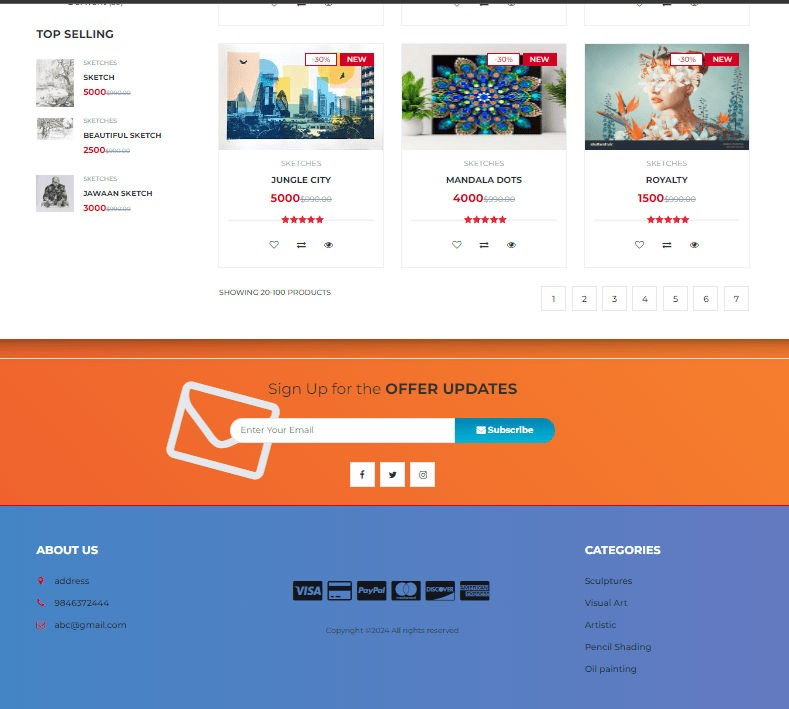 TOP SELLING
SKETCHES
SKETCH
5000 $990.00
SKETCHES
BEAUTIFUL SKETCH
2500 $990.00
SKETCHES
JAWAAN SKETCH
3000 $990.00
-30% NEW
SKETCHES
JUNGLE CITY
5000 $990.00
-30% NEW
SKETCHES
MANDALA DOTS
4000 $990.00
-30% NEW
shutterstock
SKETCHES
ROYALTY
1500 $990.00
SHOWING 20-100 PRODUCTS
1 2 3 4 5 6 7
Sign Up for the OFFER UPDATES
Enter Your Email
Subscribe
ABOUT US
address
9846372444
abc@gmail.com
VISA PayPal mastercard DISCOVER AMERICAN EXPRESS
Copyright ©2024 All rights reserved
CATEGORIES
Sculptures
Visual Art
Artistic
Pencil Shading
Oil painting